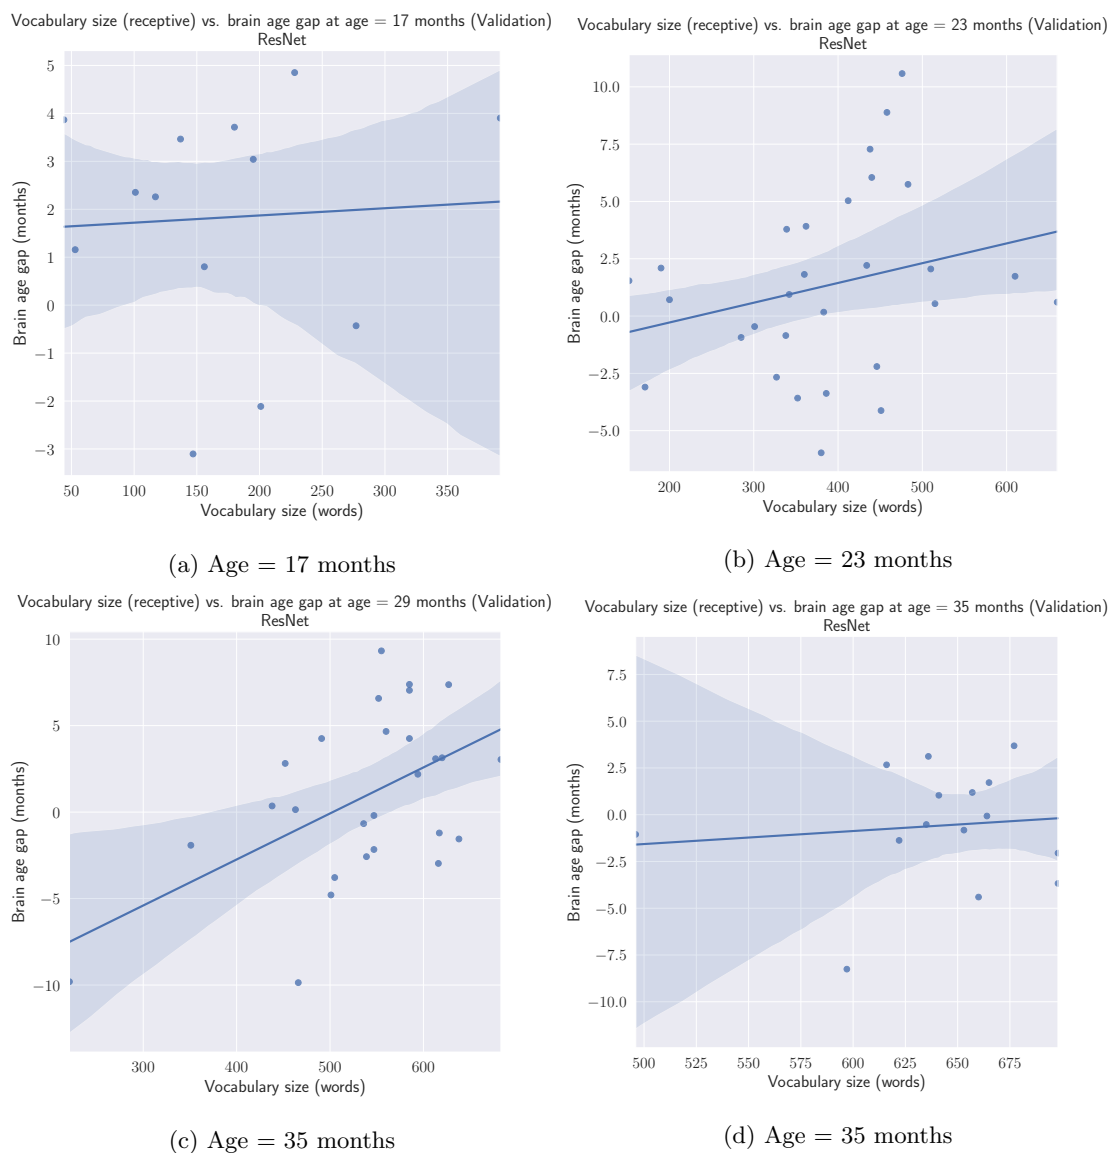 Vocabulary size (receptive) vs. brain age gap at age = 17 months (Validation)
ResNet
5
4
3
2
1
0
−1
−2
−3
Brain age gap (months)
50 100 150 200 250 300 350
Vocabulary size (words)
(a) Age = 17 months
Vocabulary size (receptive) vs. brain age gap at age = 23 months (Validation)
ResNet
10.0
7.5
5.0
2.5
0.0
−2.5
−5.0
Brain age gap (months)
200 300 400 500 600
Vocabulary size (words)
(b) Age = 23 months
Vocabulary size (receptive) vs. brain age gap at age = 29 months (Validation)
ResNet
10
5
0
−5
−10
Brain age gap (months)
300 400 500 600
Vocabulary size (words)
(c) Age = 35 months
Vocabulary size (receptive) vs. brain age gap at age = 35 months (Validation)
ResNet
7.5
5.0
2.5
0.0
−2.5
−5.0
−7.5
−10.0
Brain age gap (months)
500 525 550 575 600 625 650 675
Vocabulary size (words)
(d) Age = 35 months